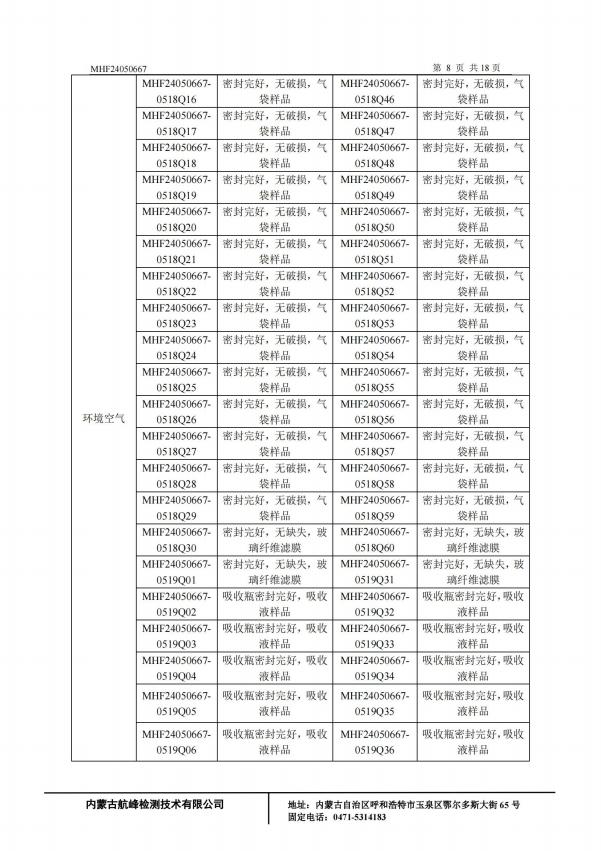 MHF24050667 第 8 页 共18页
MHF24050667- 密封完好，无破损，气 MHF24050667- 密封完好，无破损，气
0518Q16 袋样品 0518Q46 袋样品
MHF24050667- 密封完好，无破损，气 MHF24050667- 密封完好，无破损，气
0518Q17 袋样品 0518Q47 袋样品
MHF24050667- 密封完好，无破损，气 MHF24050667- 密封完好，无破损，气
0518Q18 袋样品 0518Q48 袋样品
MHF24050667- 密封完好，无破损，气 MHF24050667- 密封完好，无破损，气
0518Q19 袋样品 0518Q49 袋样品
MHF24050667- 密封完好，无破损，气 MHF24050667- 密封完好，无破损，气
0518Q20 袋样品 0518Q50 袋样品
MHF24050667- 密封完好，无破损，气 MHF24050667- 密封完好，无破损，气
0518Q21 袋样品 0518Q51 袋样品
MHF24050667- 密封完好，无破损，气 MHF24050667- 密封完好，无破损，气
0518Q22 袋样品 0518Q52 袋样品
MHF24050667- 密封完好，无破损，气 MHF24050667- 密封完好，无破损，气
0518Q23 袋样品 0518Q53 袋样品
MHF24050667- 密封完好，无破损，气 MHF24050667- 密封完好，无破损，气
0518Q24 袋样品 0518Q54 袋样品
MHF24050667- 密封完好，无破损，气 MHF24050667- 密封完好，无破损，气
0518Q25 袋样品 0518Q55 袋样品
MHF24050667- 密封完好，无破损，气 MHF24050667- 密封完好，无破损，气
环境空气 0518Q26 袋样品 0518Q56 袋样品
MHF24050667- 密封完好，无破损，气 MHF24050667- 密封完好，无破损，气
0518Q27 袋样品 0518Q57 袋样品
MHF24050667- 密封完好，无破损，气 MHF24050667- 密封完好，无破损，气
0518Q28 袋样品 0518Q58 袋样品
MHF24050667- 密封完好，无破损，气 MHF24050667- 密封完好，无破损，气
0518Q29 袋样品 0518Q59 袋样品
MHF24050667- 密封完好，无缺失，玻 MHF24050667- 密封完好，无缺失，玻
0518Q30 璃纤维滤膜 0518Q60 璃纤维滤膜
MHF24050667- 密封完好，无缺失，玻 MHF24050667- 密封完好，无缺失，玻
0519Q01 璃纤维滤膜 0519Q31 璃纤维滤膜
MHF24050667- 吸收瓶密封完好，吸收 MHF24050667- 吸收瓶密封完好，吸收
0519Q02 液样品 0519Q32 液样品
MHF24050667- 吸收瓶密封完好，吸收 MHF24050667- 吸收瓶密封完好，吸收
0519Q03 液样品 0519Q33 液样品
MHF24050667- 吸收瓶密封完好，吸收 MHF24050667- 吸收瓶密封完好，吸收
0519Q04 液样品 0519Q34 液样品
MHF24050667- 吸收瓶密封完好，吸收 MHF24050667- 吸收瓶密封完好，吸收
0519Q05 液样品 0519Q35 液样品
MHF24050667- 吸收瓶密封完好，吸收 MHF24050667- 吸收瓶密封完好，吸收
0519Q06 液样品 0519Q36 液样品
内蒙古航峰检测技术有限公司 地址：内蒙古自治区呼和浩特市玉泉区鄂尔多斯大街 65 号
固定电话：0471-5314183